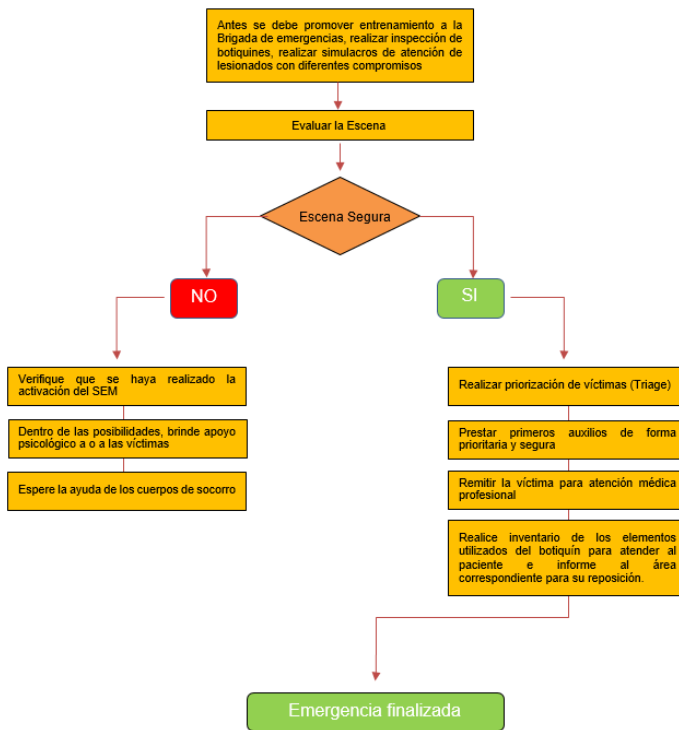 Antes se debe promover entrenamiento a la
Brigada de emergencias, realizar inspección de
botiquines, realizar simulacros de atención de
lesionados con diferentes compromisos
Evaluar la Escena
Escena Segura
NO
SI
Verifique que se haya realizado la
activación del SEM
Dentro de las posibilidades, brinde apoyo
psicológico a o a las víctimas
Espere la ayuda de los cuerpos de socorro
Realizar priorización de víctimas (Triage)
Prestar primeros auxilios de forma
prioritaria y segura
Remitir la víctima para atención médica
profesional
Realice inventario de los elementos
utilizados del botiquín para atender al
paciente e informe al área
correspondiente para su reposición.
Emergencia finalizada